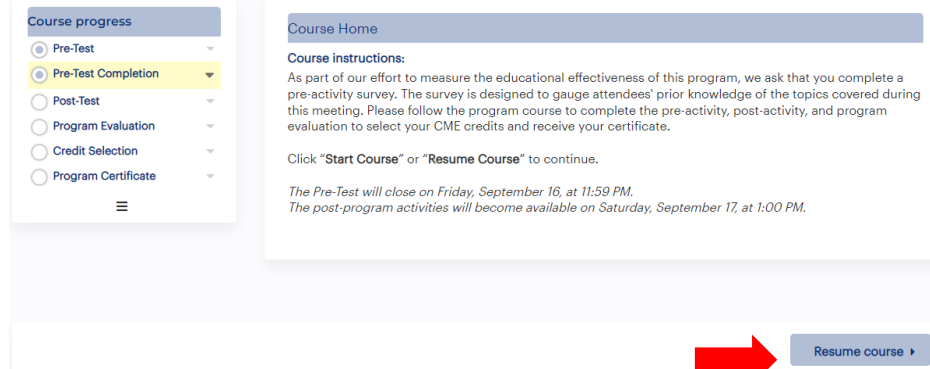 Course progress
Pre-Test
Pre-Test Completion
Post-Test
Program Evaluation
Credit Selection
Program Certificate
Course Home
Course instructions:
As part of our effort to measure the educational effectiveness of this program, we ask that you complete a
pre-activity survey. The survey is designed to gauge attendees' prior knowledge of the topics covered during
this meeting. Please follow the program course to complete the pre-activity, post-activity, and program
evaluation to select your CME credits and receive your certificate.
Click "Start Course" or "Resume Course" to continue.
The Pre-Test will close on Friday, September 16, at 11:59 PM.
The post-program activities will become available on Saturday, September 17, at 1:00 PM.
Resume course